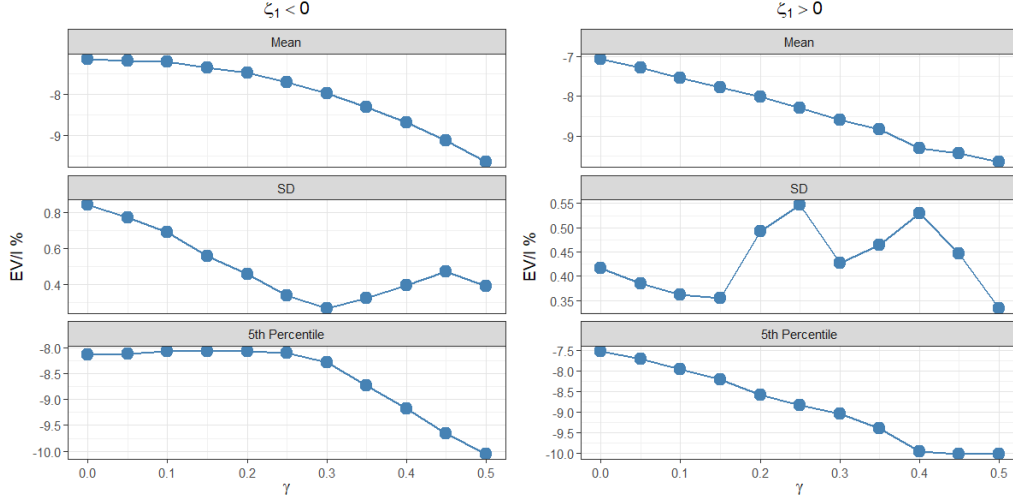 ζ₁ < 0
Mean
-8
-9
SD
0.8
0.6
0.4
EV/I %
5th Percentile
-8.0
-8.5
-9.0
-9.5
-10.0
0.0 0.1 0.2 0.3 0.4 0.5
γ
ζ₁ > 0
Mean
-7
-8
-9
SD
0.55
0.50
0.45
0.40
0.35
EV/I %
5th Percentile
-7.5
-8.0
-8.5
-9.0
-9.5
-10.0
0.0 0.1 0.2 0.3 0.4 0.5
γ